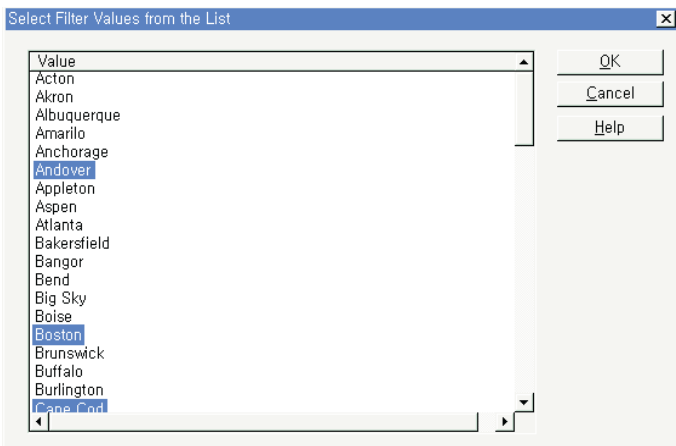 Select Filter Values from the List
Value
Acton
Akron
Albuquerque
Amarilo
Anchorage
Andover
Appleton
Aspen
Atlanta
Bakersfield
Bangor
Bend
Big Sky
Boise
Boston
Brunswick
Buffalo
Burlington
Cape Cod
OK
Cancel
Help